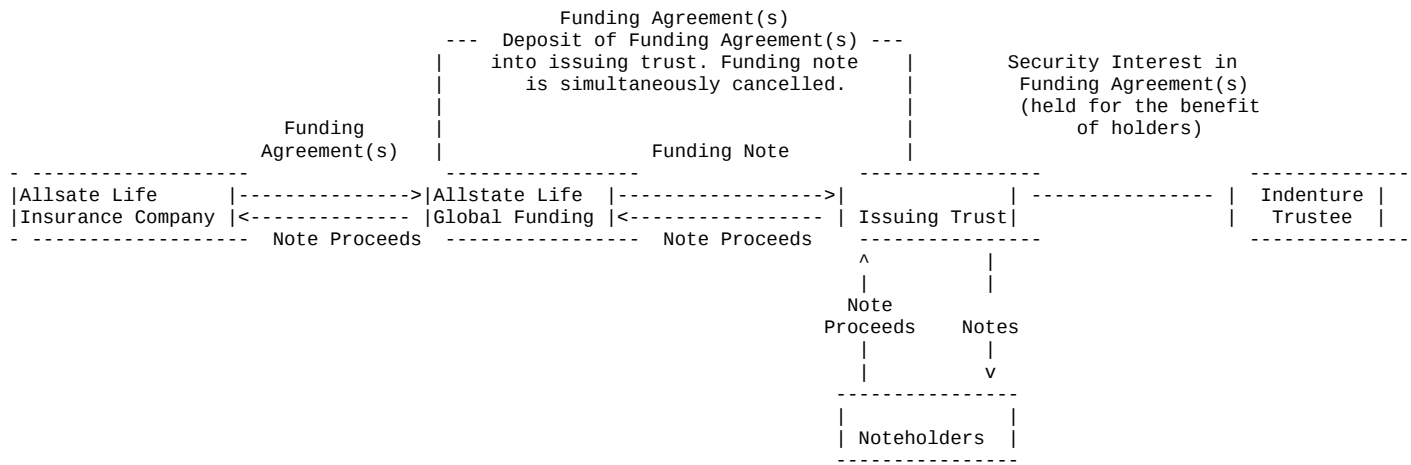 Funding Agreement(s)
--- Deposit of Funding Agreement(s) ---
| into issuing trust. Funding note | Security Interest in
| is simultaneously cancelled. | Funding Agreement(s)
| | (held for the benefit
Funding | | of holders)
Agreement(s) | Funding Note |
- ------------------- ----------------- ---------------- --------------
|Allsate Life |--------------->|Allstate Life |------------------>| | ---------------- | Indenture |
|Insurance Company |<-------------- |Global Funding |<----------------- | Issuing Trust| | Trustee |
- ------------------- Note Proceeds ----------------- Note Proceeds ---------------- --------------
^ |
| |
Note
Proceeds Notes
| |
| v
----------------
| |
| Noteholders |
----------------